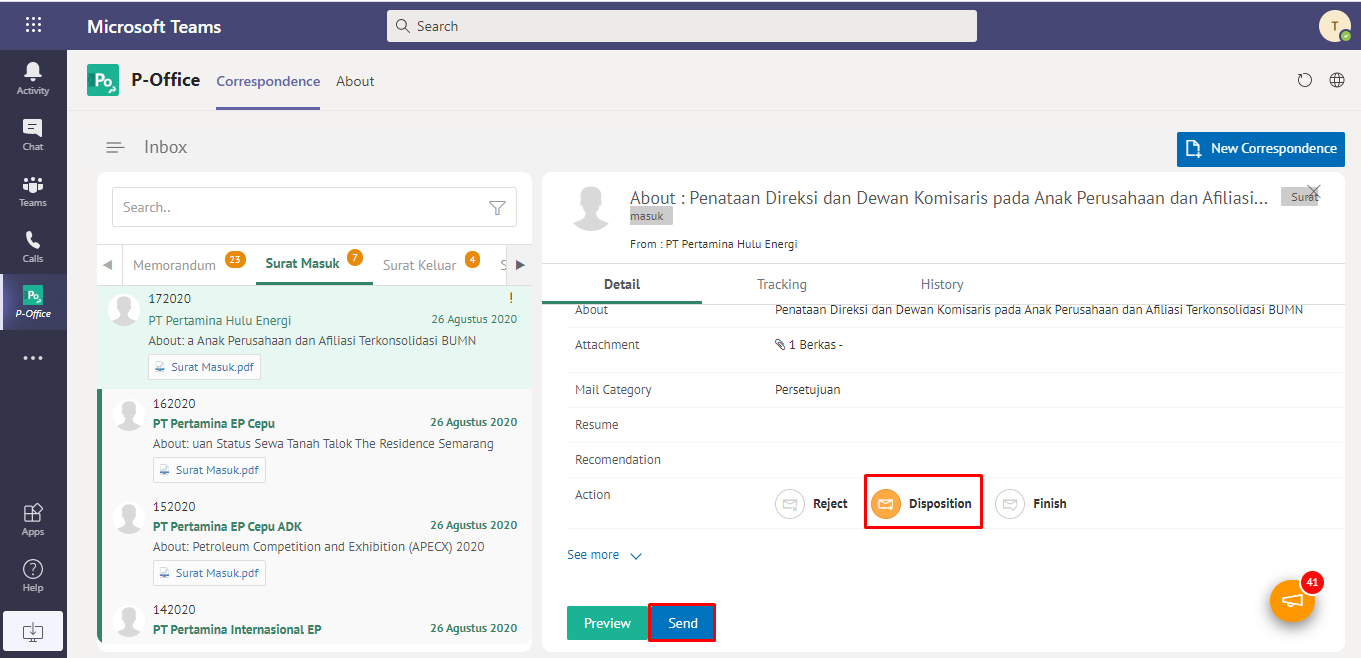 Microsoft Teams
Search
T
Activity
Chat
Teams
Calls
P-Office
Apps
Help
Po
P-Office
Correspondence
About
Inbox
New Correspondence
Search..
Memorandum 23
Surat Masuk 7
Surat Keluar 4
S
172020 !
PT Pertamina Hulu Energi 26 Agustus 2020
About: a Anak Perusahaan dan Afiliasi Terkonsolidasi BUMN
Surat Masuk.pdf
162020
PT Pertamina EP Cepu 26 Agustus 2020
About: uan Status Sewa Tanah Talok The Residence Semarang
Surat Masuk.pdf
152020
PT Pertamina EP Cepu ADK 26 Agustus 2020
About: Petroleum Competition and Exhibition (APECX) 2020
Surat Masuk.pdf
142020
PT Pertamina Internasional EP 26 Agustus 2020
About : Penataan Direksi dan Dewan Komisaris pada Anak Perusahaan dan Afiliasi... Surat
masuk
From : PT Pertamina Hulu Energi
Detail
Tracking
History
About Penataan Direksi dan Dewan Komisaris pada Anak Perusahaan dan Afiliasi Terkonsolidasi BUMN
Attachment 1 Berkas -
Mail Category Persetujuan
Resume
Recomendation
Action Reject Disposition Finish
See more
41
Preview
Send